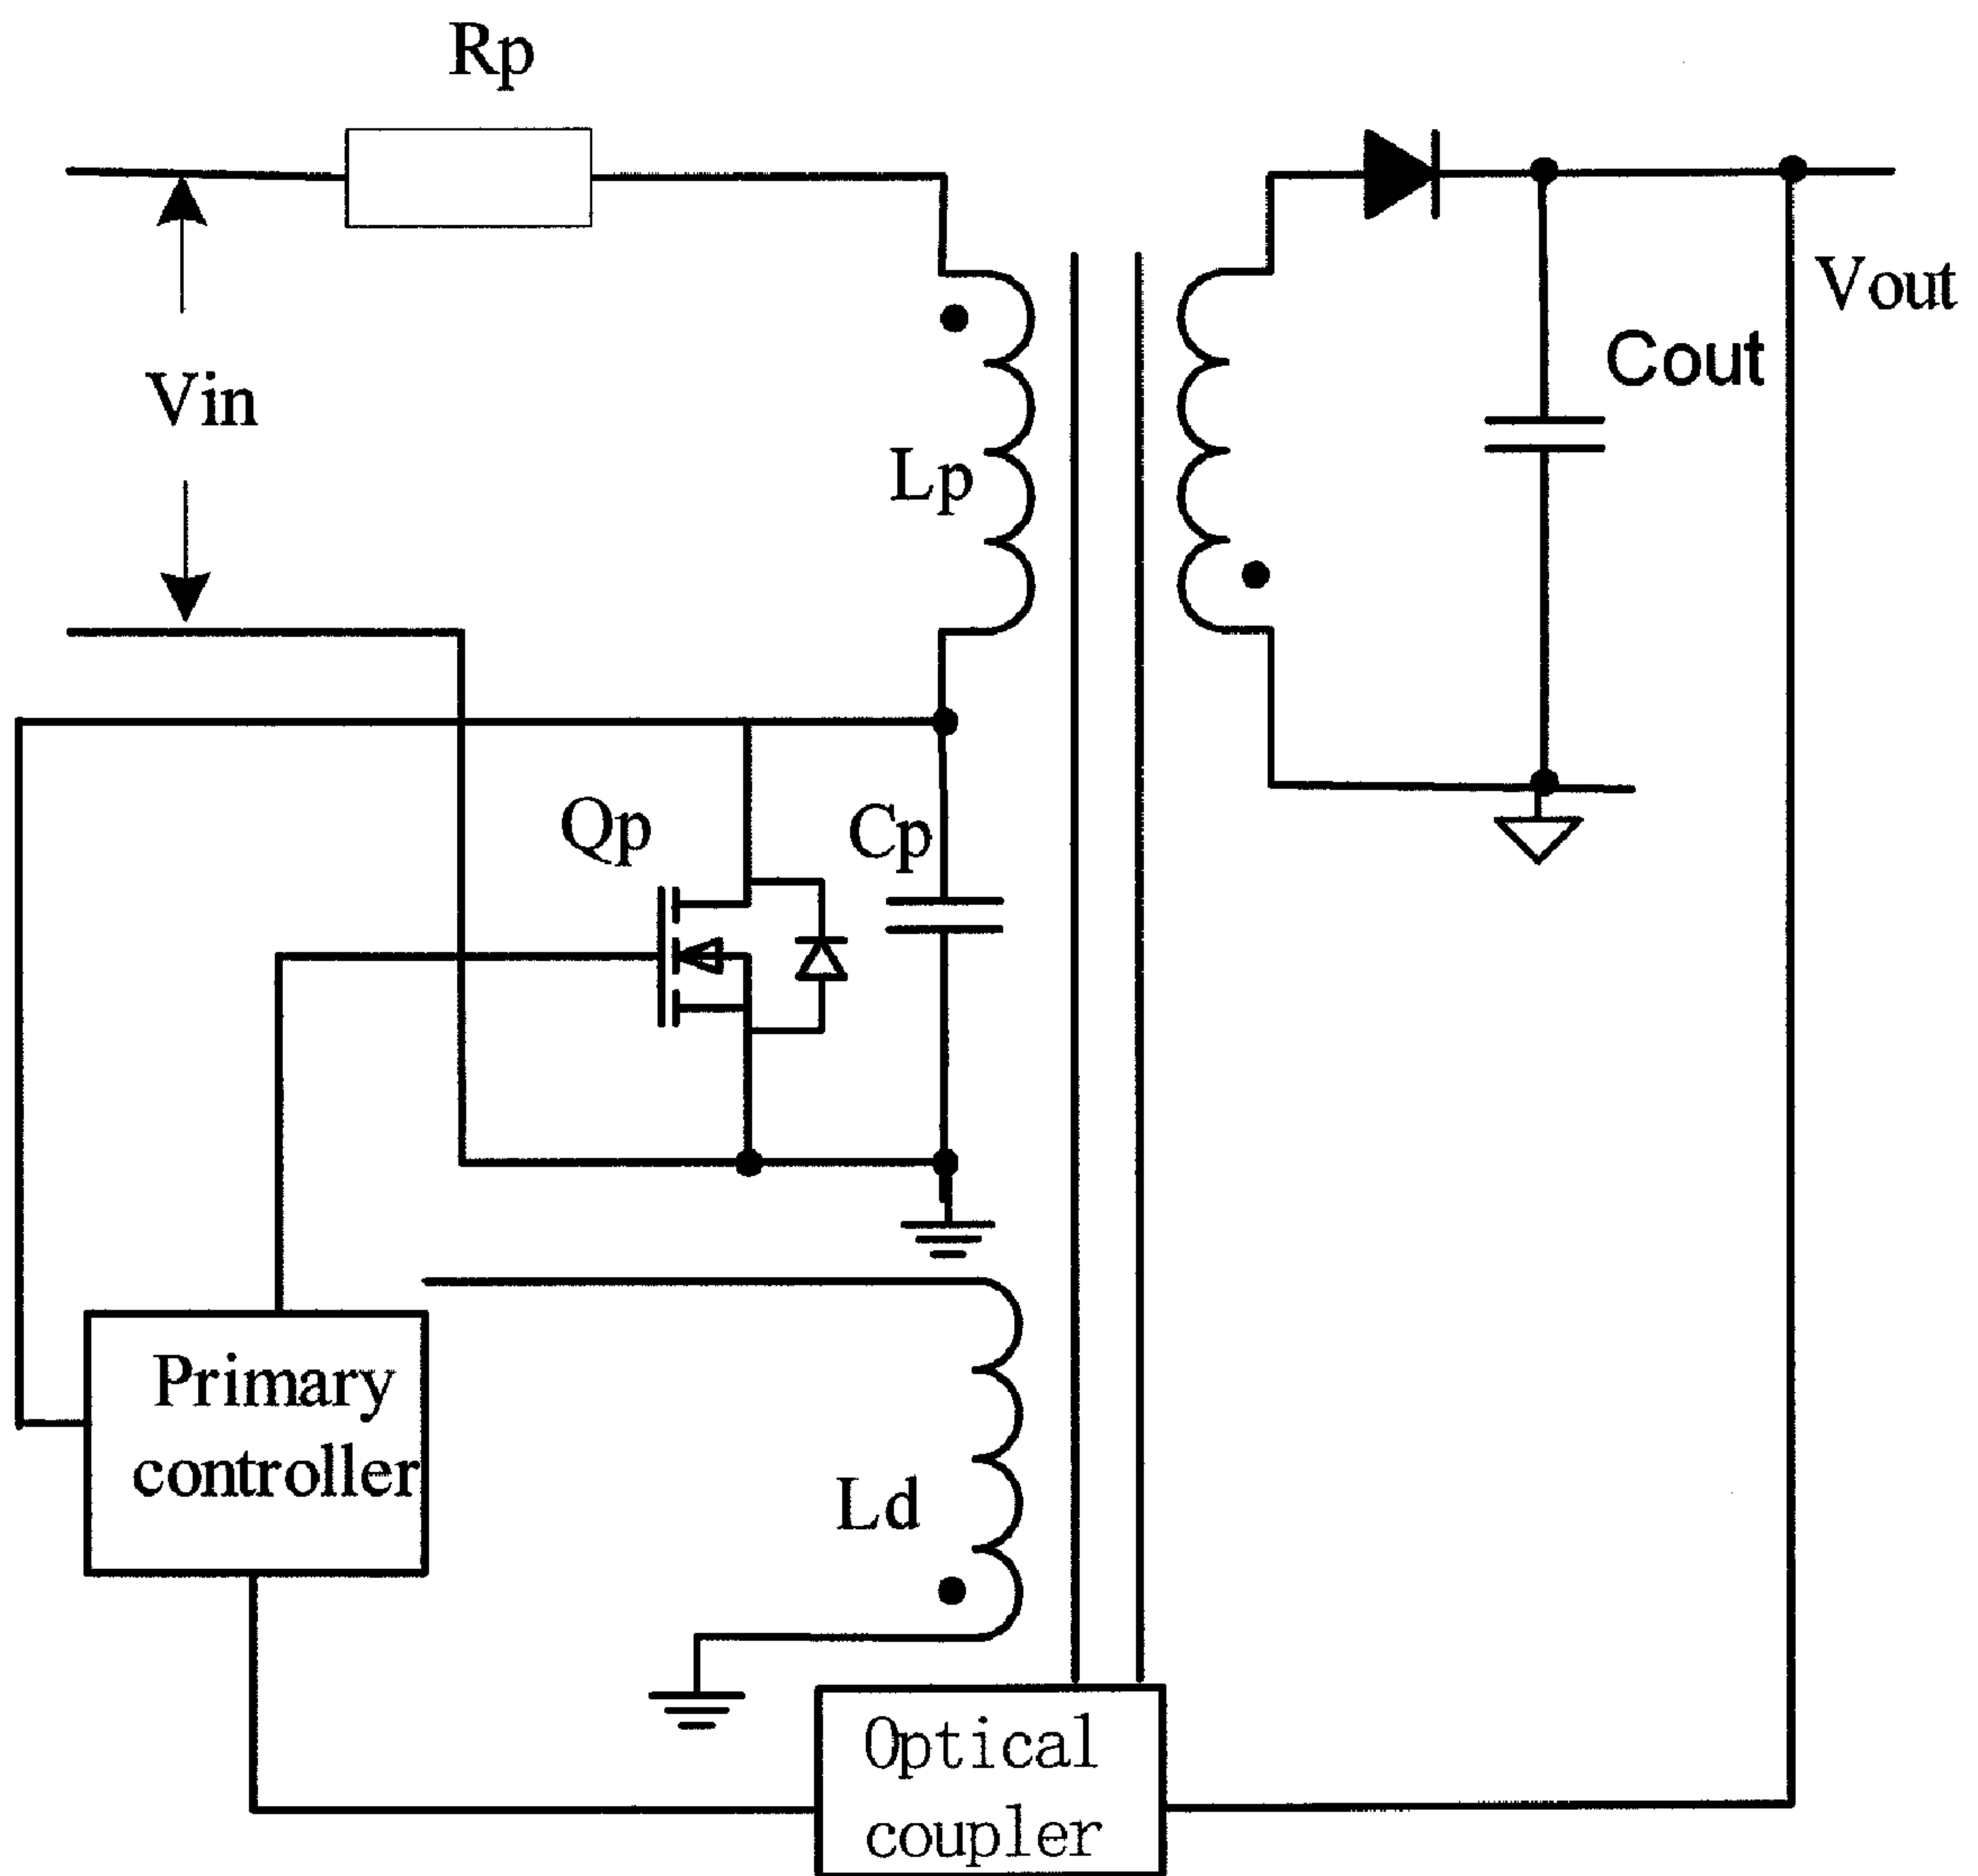 Rp
Vin
Lp
Vout
Cout
Qp
Cp
Primary
controller
Ld
Optical
coupler